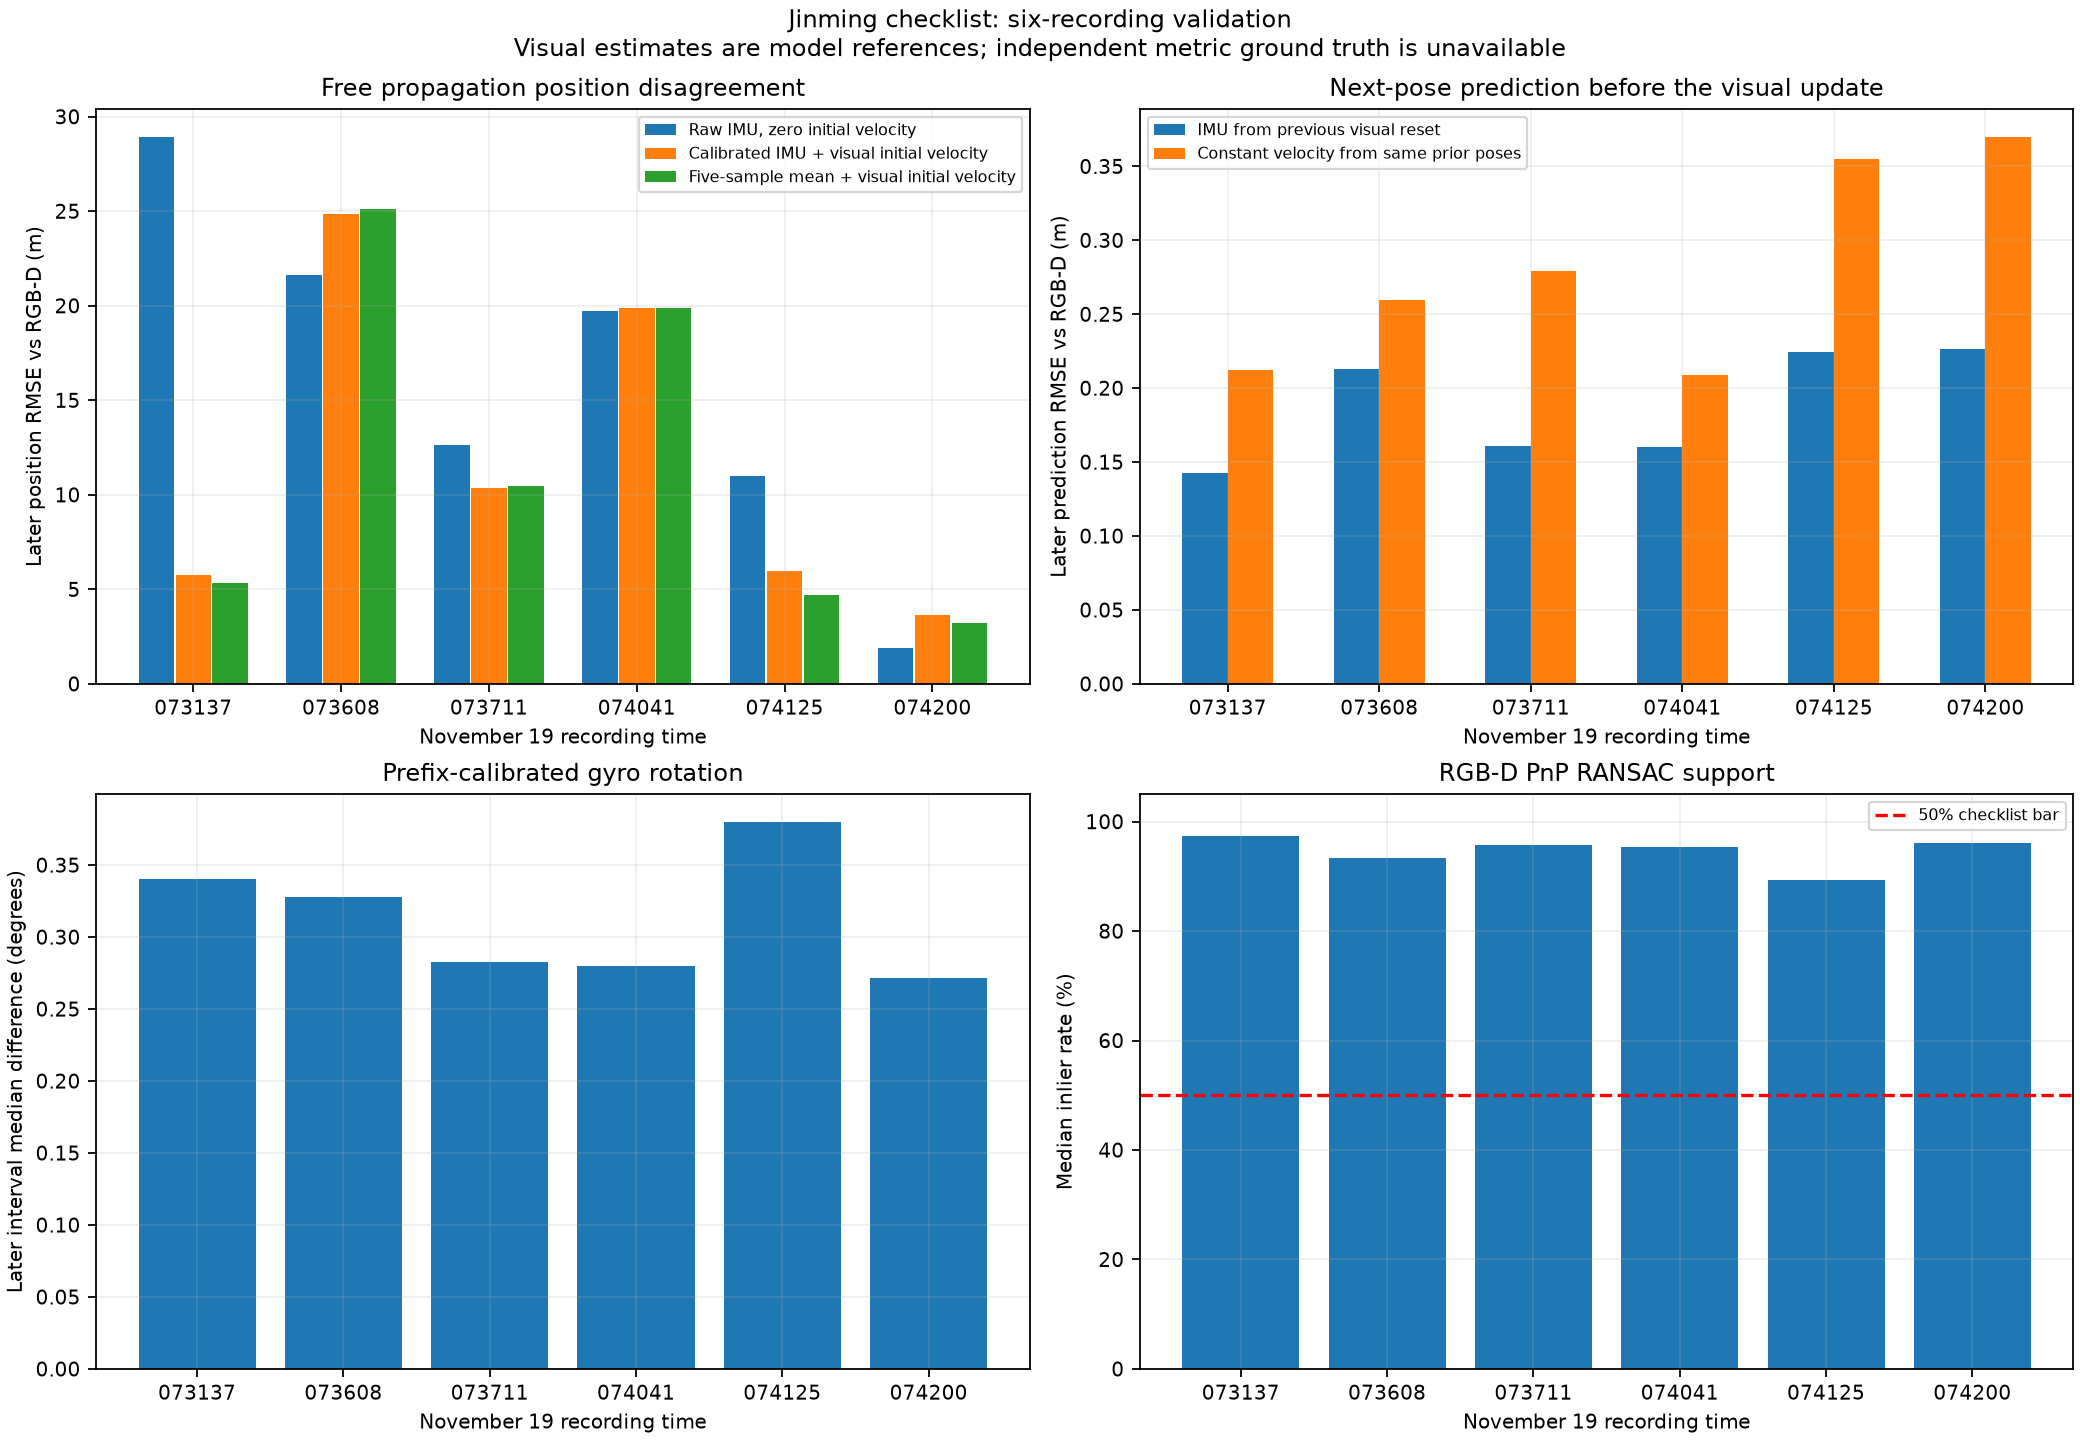 Jinming checklist: six-recording validation
Visual estimates are model references; independent metric ground truth is unavailable
Free propagation position disagreement
Later position RMSE vs RGB-D (m)
30
25
20
15
10
5
0
Raw IMU, zero initial velocity
Calibrated IMU + visual initial velocity
Five-sample mean + visual initial velocity
073137 073608 073711 074041 074125 074200
November 19 recording time
Next-pose prediction before the visual update
Later prediction RMSE vs RGB-D (m)
0.35
0.30
0.25
0.20
0.15
0.10
0.05
0.00
IMU from previous visual reset
Constant velocity from same prior poses
073137 073608 073711 074041 074125 074200
November 19 recording time
Prefix-calibrated gyro rotation
Later interval median difference (degrees)
0.35
0.30
0.25
0.20
0.15
0.10
0.05
0.00
073137 073608 073711 074041 074125 074200
November 19 recording time
RGB-D PnP RANSAC support
Median inlier rate (%)
100
80
60
40
20
0
50% checklist bar
073137 073608 073711 074041 074125 074200
November 19 recording time